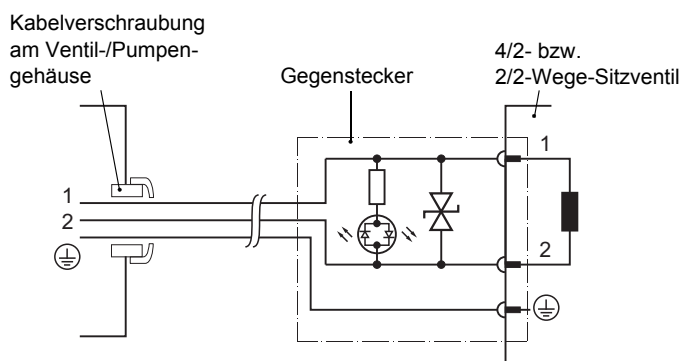 Kabelverschraubung
am Ventil-/Pumpen-
gehäuse
Gegenstecker
4/2- bzw.
2/2-Wege-Sitzventil
1
2
1
2